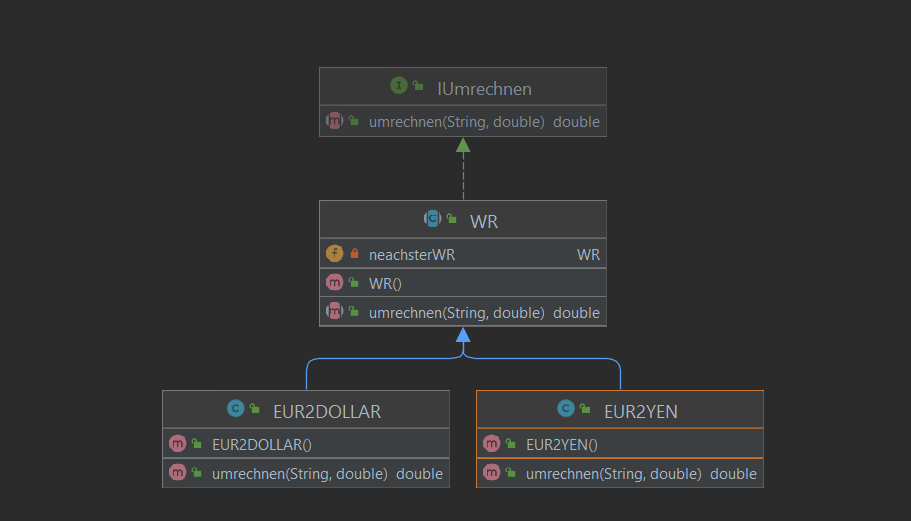 I IUmrechnen
m umrechnen(String, double) double
C WR
f neachsterWR WR
m WR()
m umrechnen(String, double) double
C EUR2DOLLAR
m EUR2DOLLAR()
m umrechnen(String, double) double
C EUR2YEN
m EUR2YEN()
m umrechnen(String, double) double